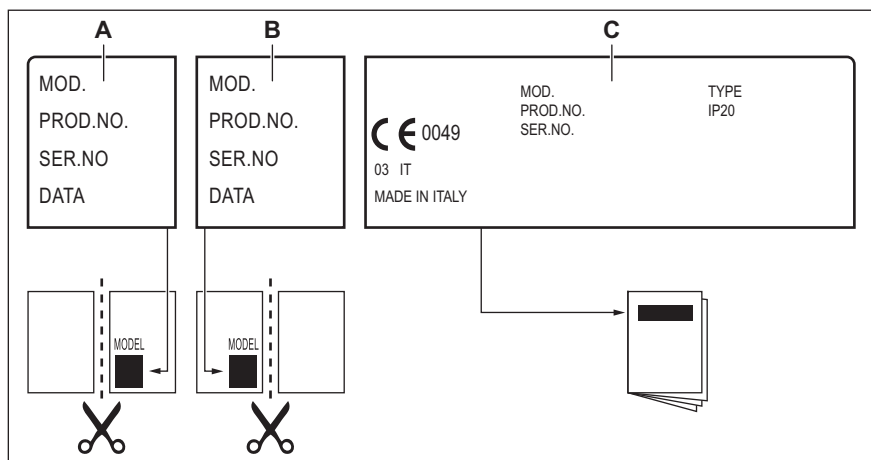 A
B
C
MOD.
PROD.NO.
SER.NO
DATA
MOD.
PROD.NO.
SER.NO
DATA
MOD.
PROD.NO.
SER.NO.
TYPE
IP20
CE 0049
03 IT
MADE IN ITALY
MODEL
MODEL